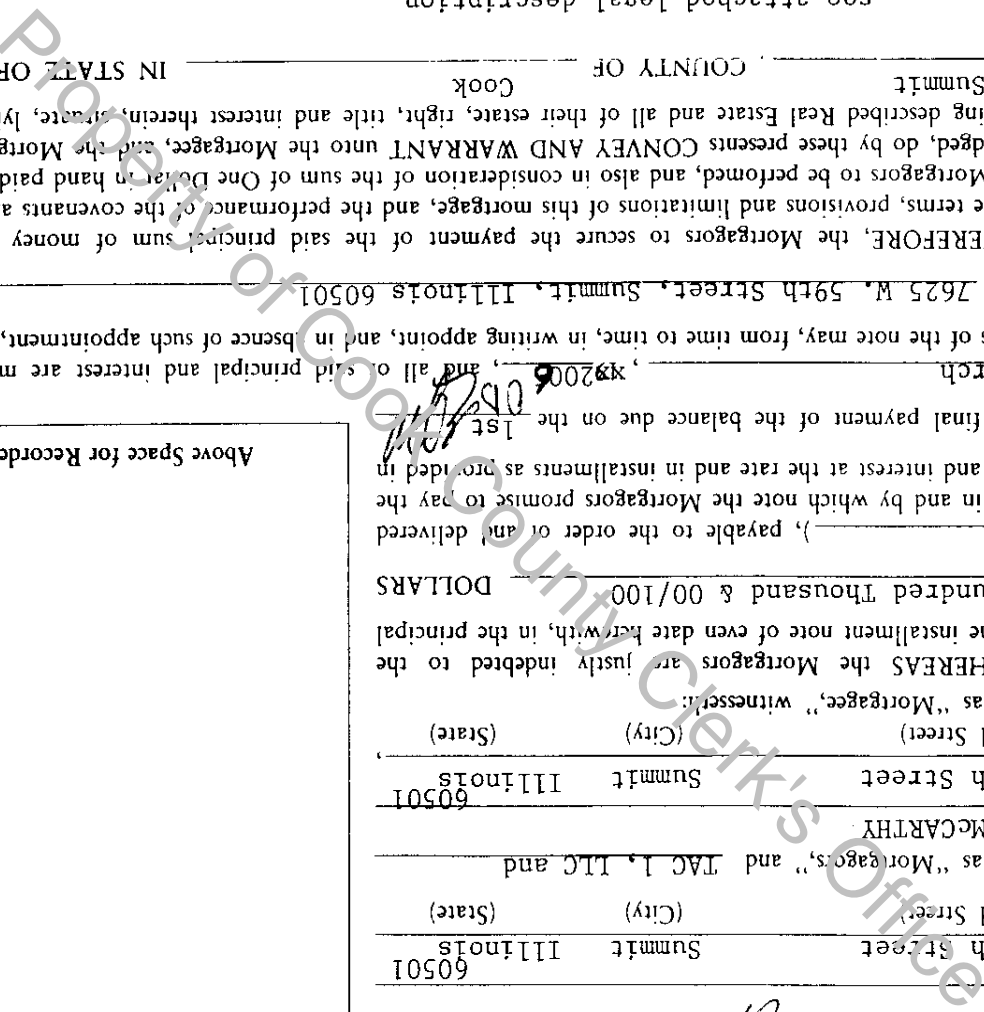 60501
h Street Summit Illinois
Street) (City) (State)
as "Mortgagors," and TAC 1, LLC and
McCARTHY
60501
h Street Summit Illinois
Street) (City) (State)
as "Mortgagee," witnesseth:
HEREAS the Mortgagors are justly indebted to the
ne installment note of even date herewith, in the principal
undred Thousand & 00/100 DOLLARS
), payable to the order of and delivered
in and by which note the Mortgagors promise to pay the
and interest at the rate and in installments as provided in
final payment of the balance due on the 1st
rch , xx2006, and all of said principal and interest are m
s of the note may, from time to time, in writing appoint, and in absence of such appointment,
7625 W. 59th Street, Summit, Illinois 60501
Above Space for Recorde
EREFORE, the Mortgagors to secure the payment of the said principal sum of money
e terms, provisions and limitations of this mortgage, and the performance of the covenants a
Mortgagors to be perfomed, and also in consideration of the sum of One Dollar in hand paid
dged, do by these presents CONVEY AND WARRANT unto the Mortgagee, and the Mortg
ing described Real Estate and all of their estate, right, title and interest therein, situate, lyi
Summit , COUNTY OF Cook IN STATE OF
see attached legal description
Property of Cook County Clerk's Office